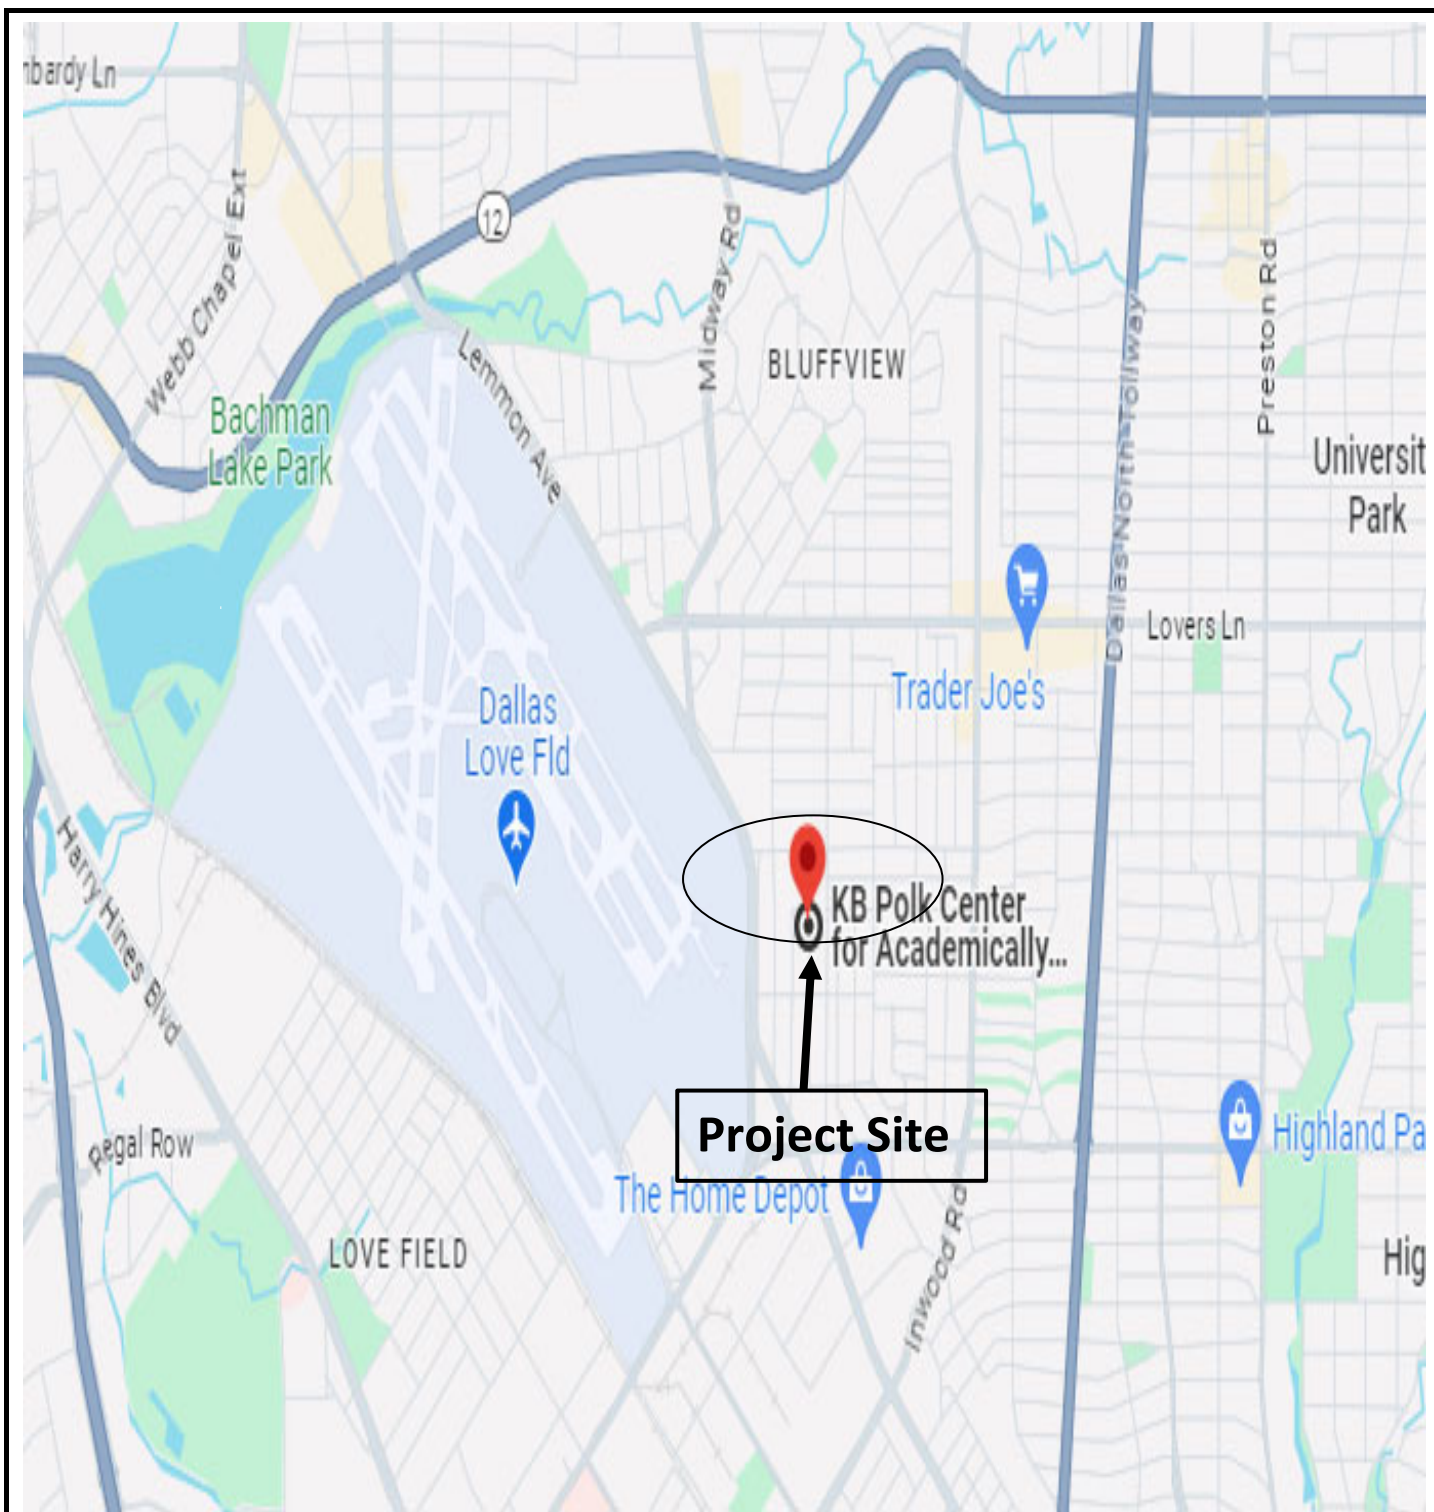 nbardy Ln
12
Webb Chapel Ext
Midway Rd
Preston Rd
Lemmon Ave
BLUFFVIEW
Dallas North Tollway
Bachman
Lake Park
Universit
Park
Lovers Ln
Trader Joe's
Dallas
Love Fld
Harry Hines Blvd
KB Polk Center
for Academically...
Project Site
Regal Row
Highland Pa
The Home Depot
Inwood Rd
LOVE FIELD
Hig